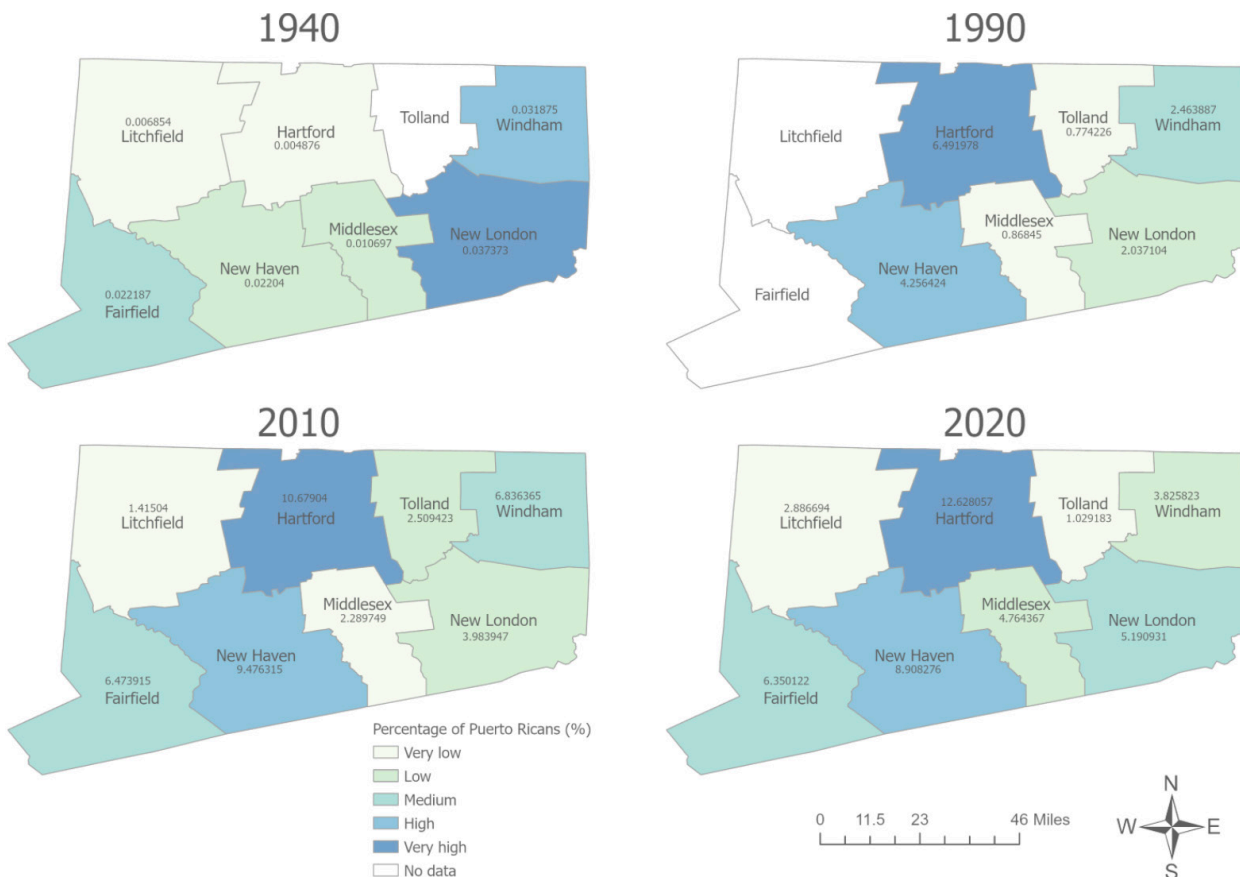 1940
0.006854
Litchfield
Hartford
0.004876
Tolland
0.031875
Windham
Middlesex
0.010697
New London
0.037373
New Haven
0.02204
0.022187
Fairfield
1990
Litchfield
Hartford
6.491978
Tolland
0.774226
2.463887
Windham
Middlesex
0.86845
New London
2.037104
New Haven
4.256424
Fairfield
2010
1.41504
Litchfield
10.67904
Hartford
Tolland
2.509423
6.836365
Windham
Middlesex
2.289749
New London
3.983947
New Haven
9.476315
6.473915
Fairfield
2020
2.886694
Litchfield
12.628057
Hartford
Tolland
1.029183
3.825823
Windham
Middlesex
4.764367
New London
5.190931
New Haven
8.908276
6.350122
Fairfield
Percentage of Puerto Ricans (%)
Very low
Low
Medium
High
Very high
No data
0 11.5 23 46 Miles
N
W E
S